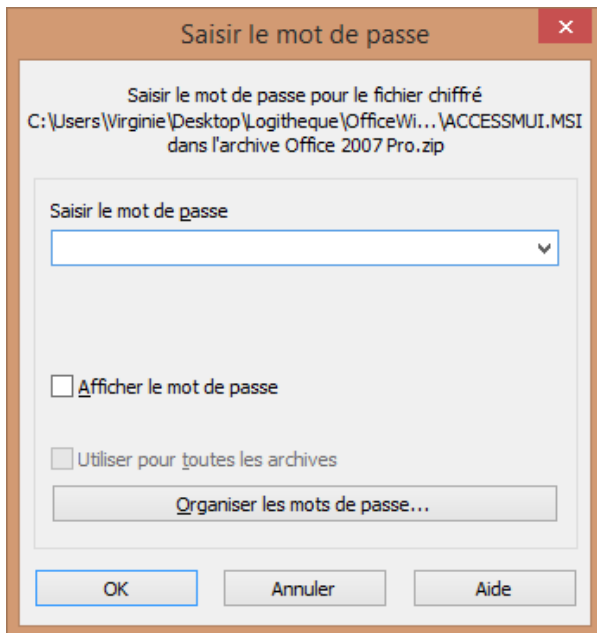 Saisir le mot de passe
Saisir le mot de passe pour le fichier chiffré
C:\Users\Virginie\Desktop\Logitheque\OfficeWi...\ACCESSMUI.MSI
dans l'archive Office 2007 Pro.zip
Saisir le mot de passe
Afficher le mot de passe
Utiliser pour toutes les archives
Organiser les mots de passe...
OK Annuler Aide